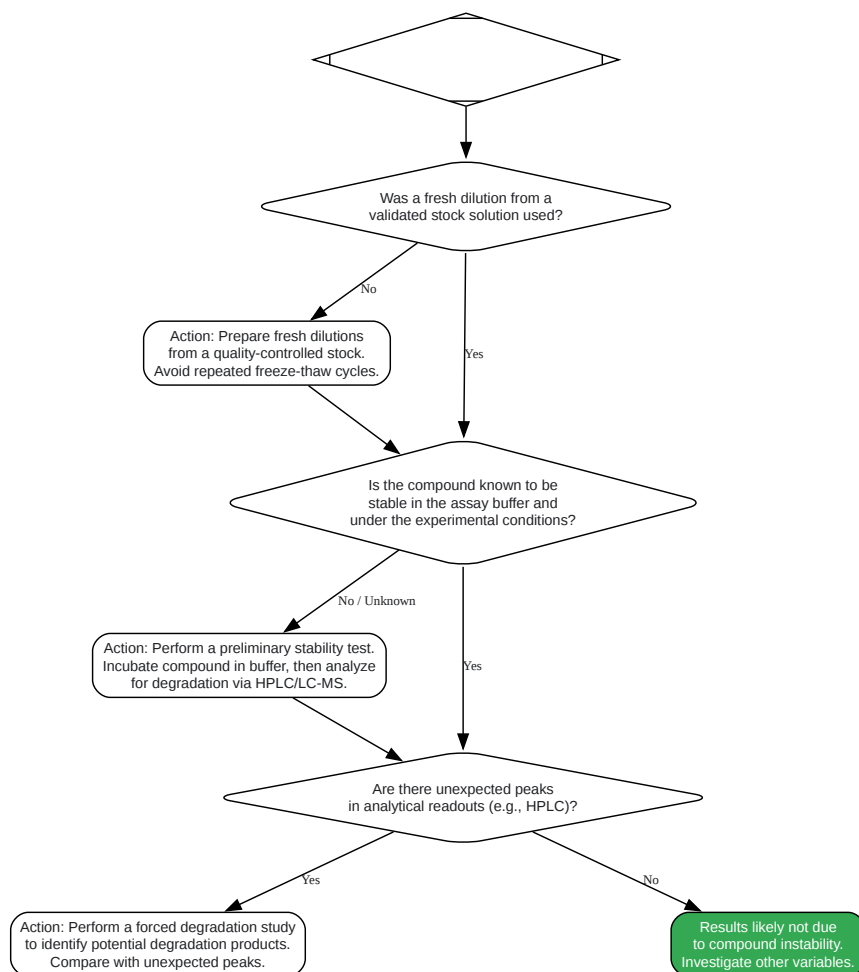 Was a fresh dilution from a
validated stock solution used?
No
Action: Prepare fresh dilutions
from a quality-controlled stock.
Avoid repeated freeze-thaw cycles.
Yes
Is the compound known to be
stable in the assay buffer and
under the experimental conditions?
No / Unknown
Action: Perform a preliminary stability test.
Incubate compound in buffer, then analyze
for degradation via HPLC/LC-MS.
Yes
Are there unexpected peaks
in analytical readouts (e.g., HPLC)?
Yes
No
Action: Perform a forced degradation study
to identify potential degradation products.
Compare with unexpected peaks.
Results likely not due
to compound instability.
Investigate other variables.